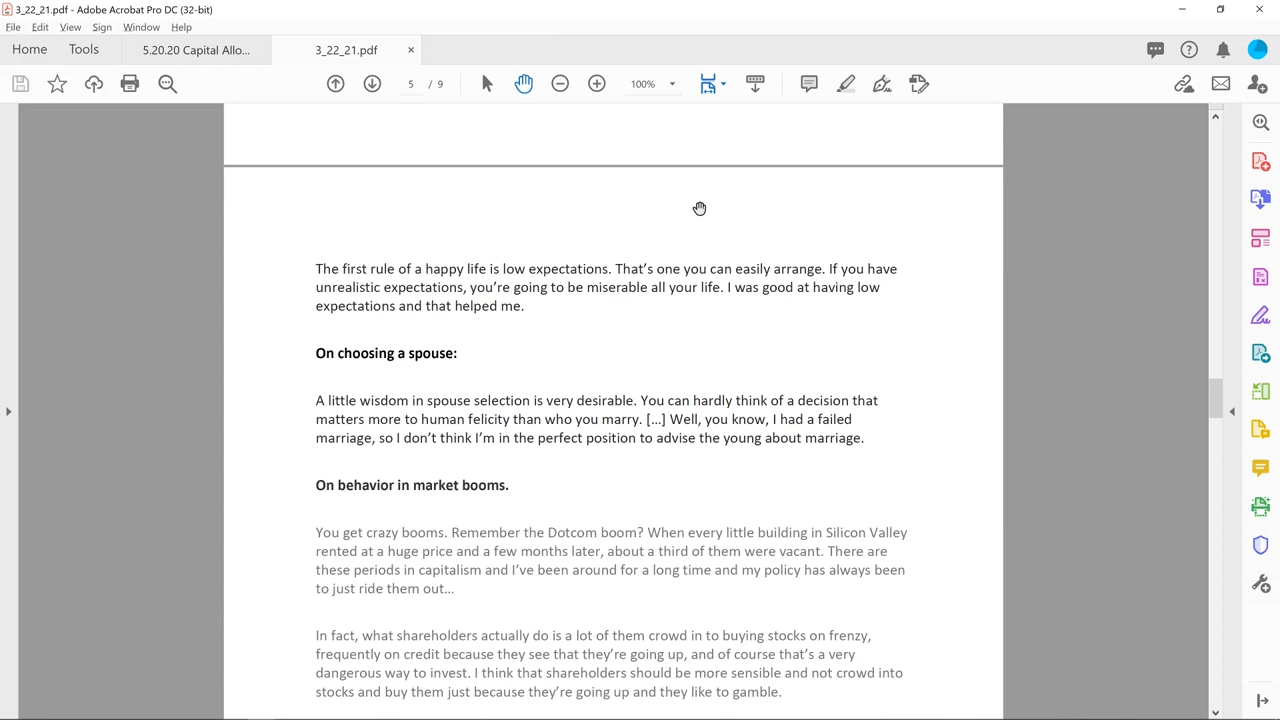 3_22_21.pdf - Adobe Acrobat Pro DC (32-bit)
File Edit View Sign Window Help
Home Tools 5.20.20 Capital Allo... 3_22_21.pdf ×
5 / 9 100%
The first rule of a happy life is low expectations. That’s one you can easily arrange. If you have
unrealistic expectations, you’re going to be miserable all your life. I was good at having low
expectations and that helped me.
On choosing a spouse:
A little wisdom in spouse selection is very desirable. You can hardly think of a decision that
matters more to human felicity than who you marry. […] Well, you know, I had a failed
marriage, so I don’t think I’m in the perfect position to advise the young about marriage.
On behavior in market booms.
You get crazy booms. Remember the Dotcom boom? When every little building in Silicon Valley
rented at a huge price and a few months later, about a third of them were vacant. There are
these periods in capitalism and I’ve been around for a long time and my policy has always been
to just ride them out…
In fact, what shareholders actually do is a lot of them crowd in to buying stocks on frenzy,
frequently on credit because they see that they’re going up, and of course that’s a very
dangerous way to invest. I think that shareholders should be more sensible and not crowd into
stocks and buy them just because they’re going up and they like to gamble.